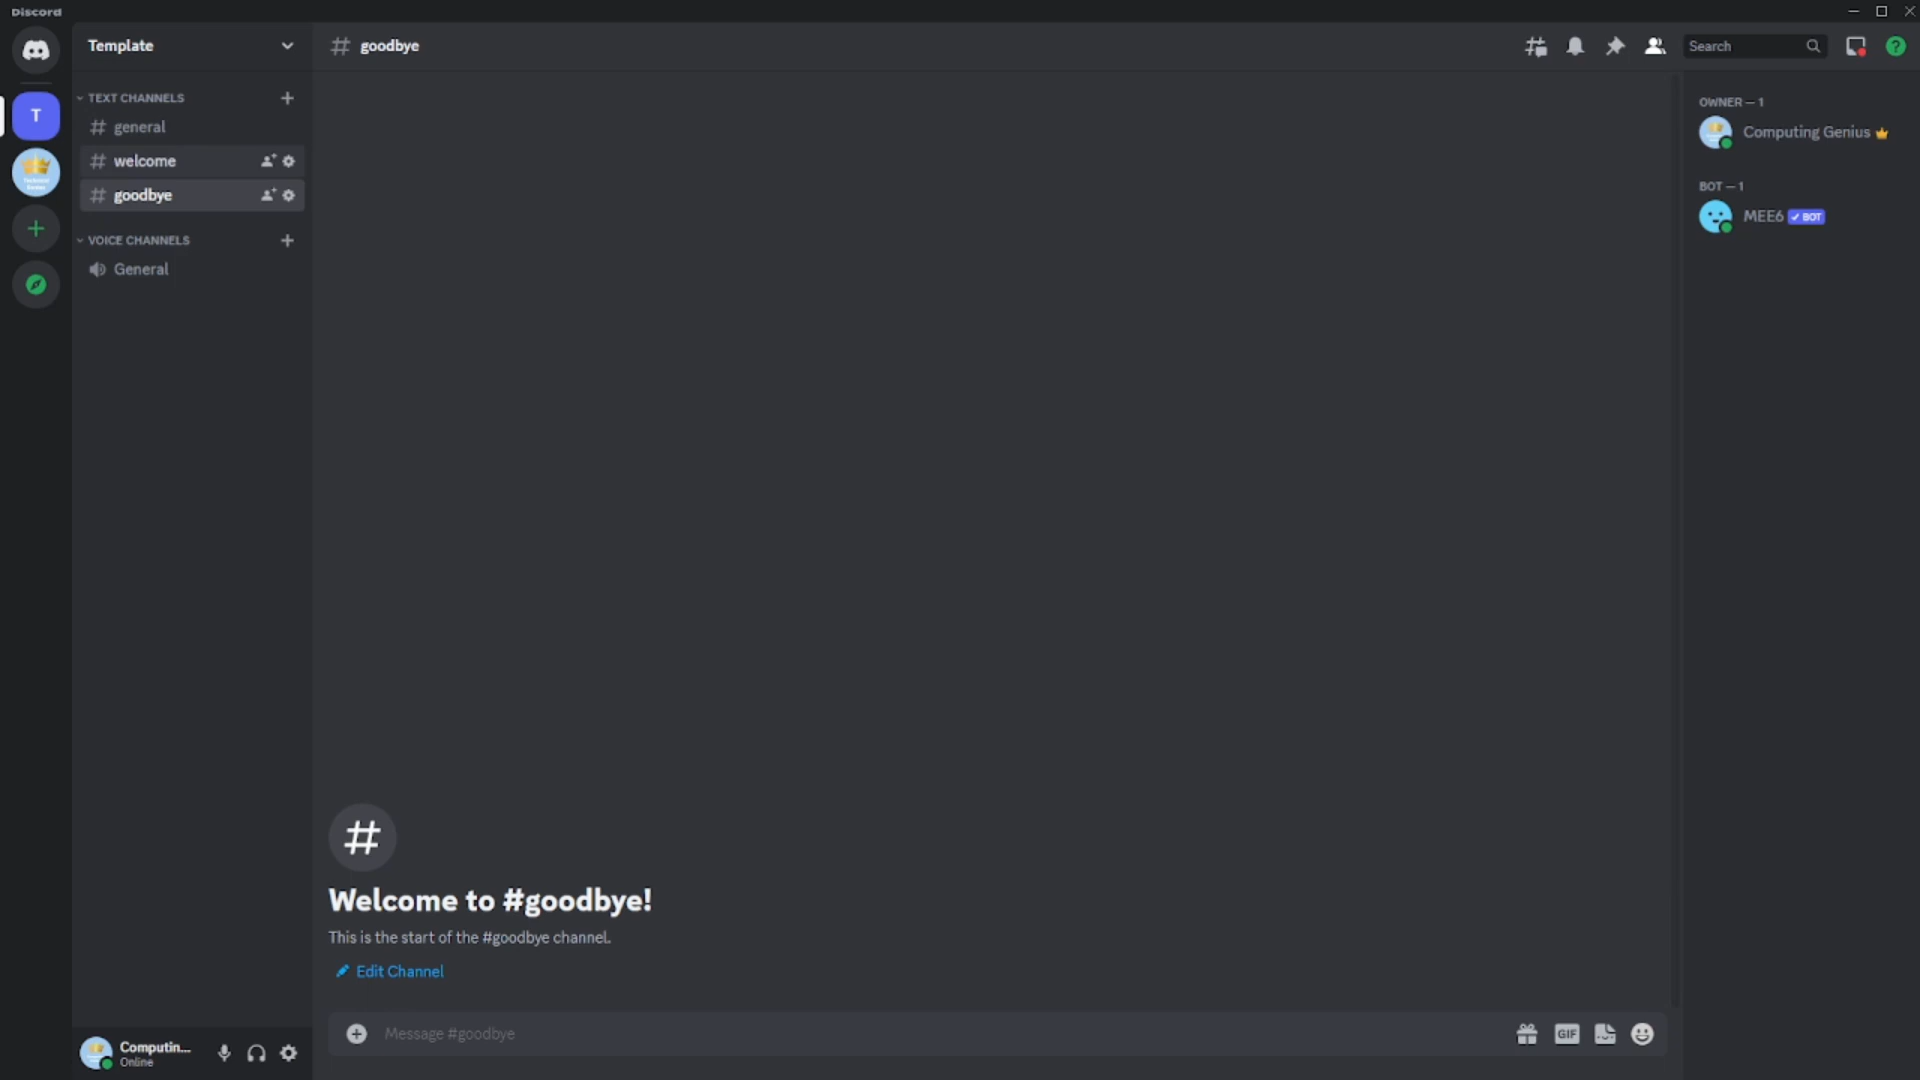 Discord
Template
goodbye
Search
TEXT CHANNELS
general
welcome
goodbye
VOICE CHANNELS
General
T
OWNER — 1
Computing Genius
BOT — 1
MEE6 ✓ BOT
#
Welcome to #goodbye!
This is the start of the #goodbye channel.
Edit Channel
Message #goodbye
GIF
Computin...
Online